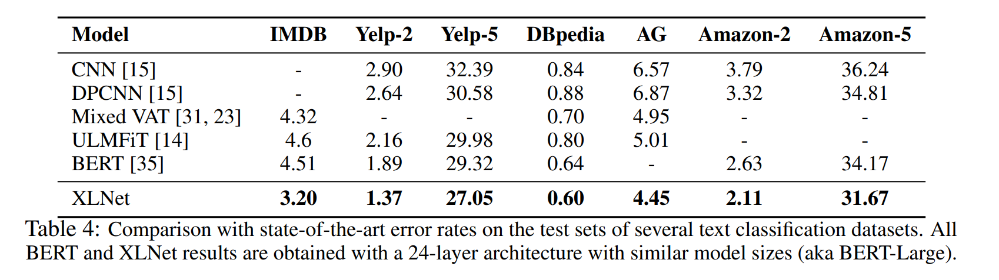 Model IMDB Yelp-2 Yelp-5 DBpedia AG Amazon-2 Amazon-5
CNN [15] - 2.90 32.39 0.84 6.57 3.79 36.24
DPCNN [15] - 2.64 30.58 0.88 6.87 3.32 34.81
Mixed VAT [31, 23] 4.32 - - 0.70 4.95 - -
ULMFiT [14] 4.6 2.16 29.98 0.80 5.01 - -
BERT [35] 4.51 1.89 29.32 0.64 - 2.63 34.17
XLNet 3.20 1.37 27.05 0.60 4.45 2.11 31.67
Table 4: Comparison with state-of-the-art error rates on the test sets of several text classification datasets. All
BERT and XLNet results are obtained with a 24-layer architecture with similar model sizes (aka BERT-Large).